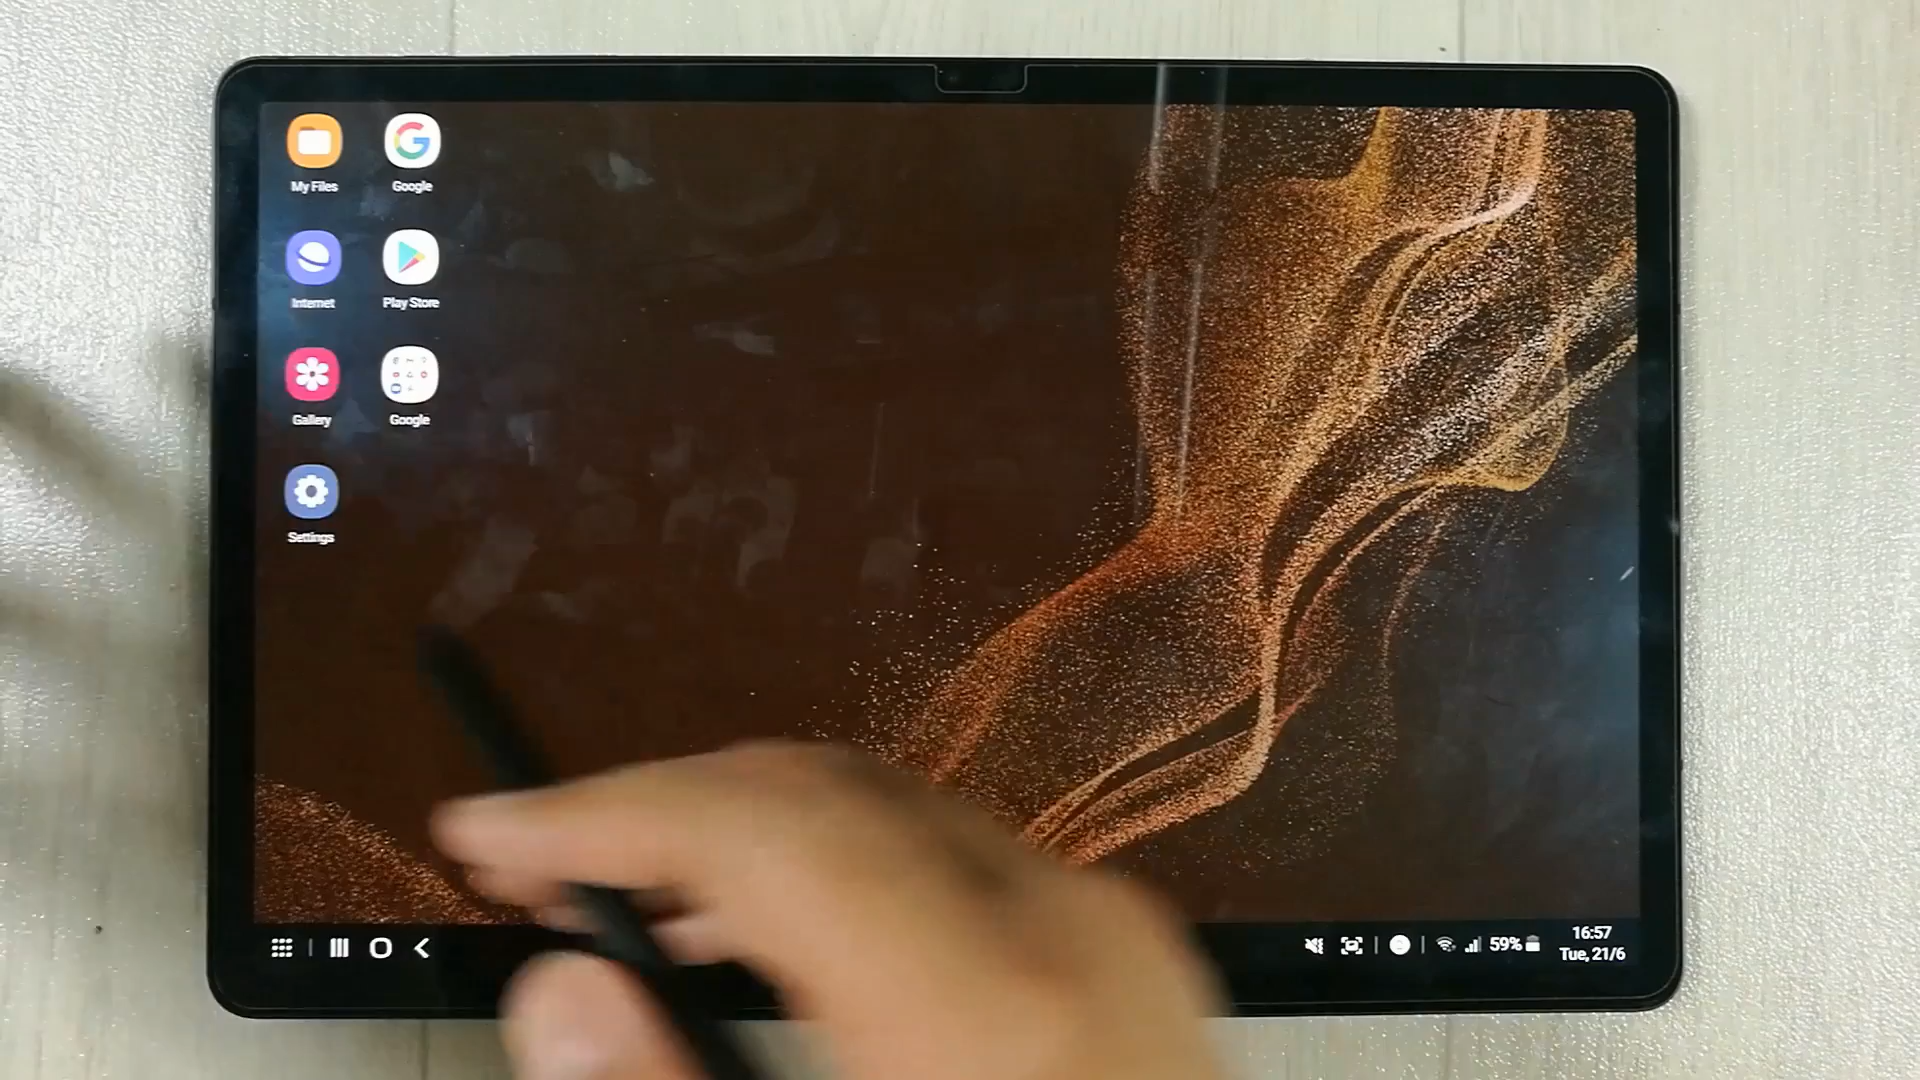 My Files
Google
Internet
Play Store
Gallery
Google
Settings
59%
16:57
Tue, 21/6